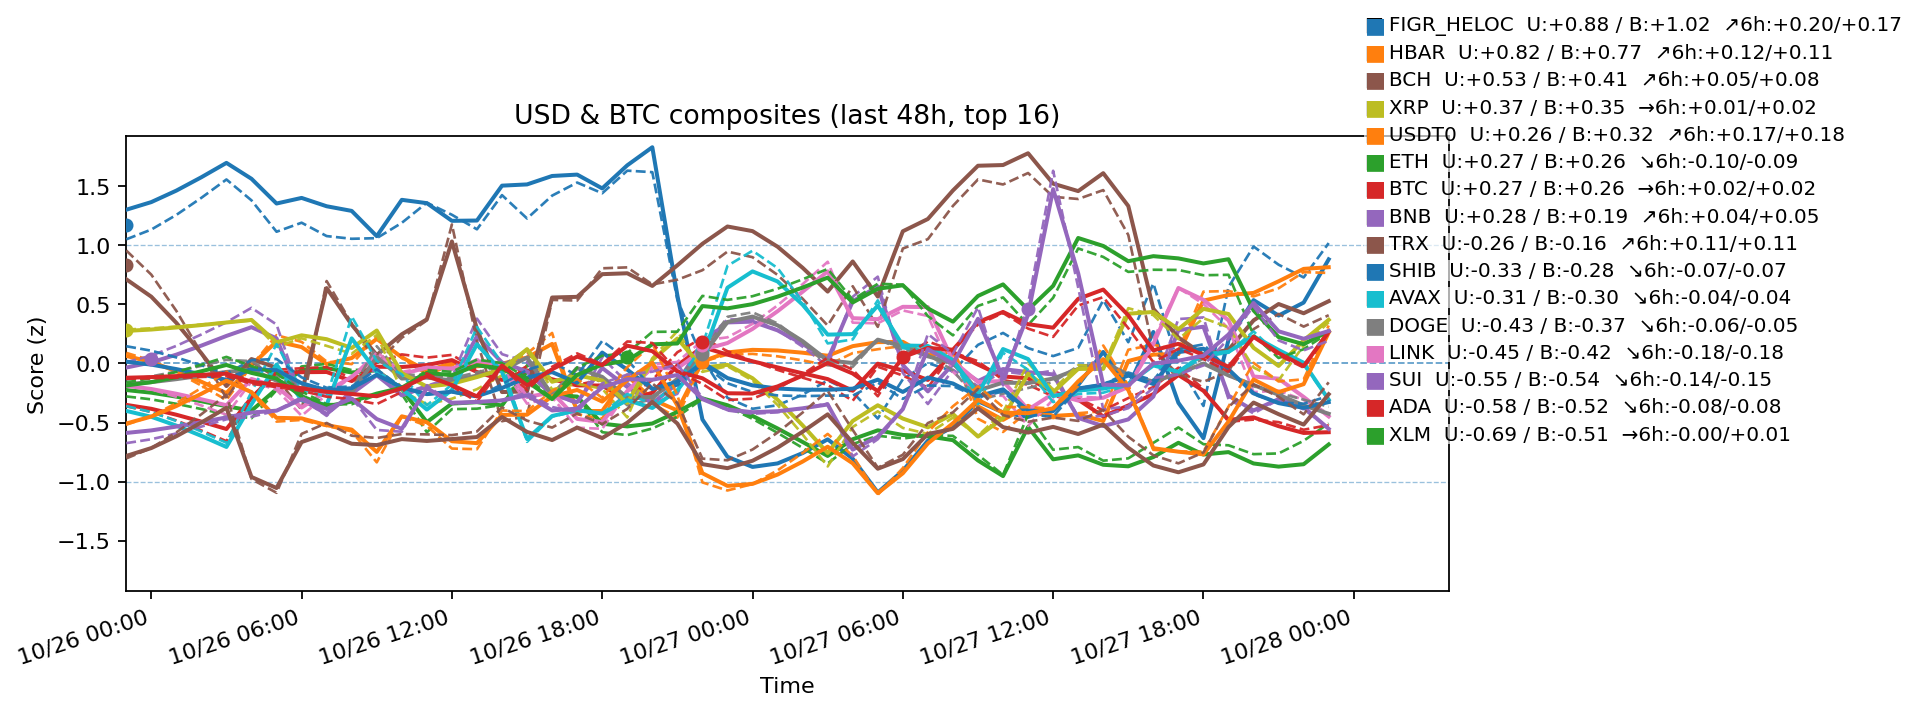 FIGR_HELOC  U:+0.88 / B:+1.02  ↗6h:+0.20/+0.17
HBAR  U:+0.82 / B:+0.77  ↗6h:+0.12/+0.11
BCH  U:+0.53 / B:+0.41  ↗6h:+0.05/+0.08
XRP  U:+0.37 / B:+0.35  →6h:+0.01/+0.02
USDT0  U:+0.26 / B:+0.32  ↗6h:+0.17/+0.18
ETH  U:+0.27 / B:+0.26  ↘6h:-0.10/-0.09
BTC  U:+0.27 / B:+0.26  →6h:+0.02/+0.02
BNB  U:+0.28 / B:+0.19  ↗6h:+0.04/+0.05
TRX  U:-0.26 / B:-0.16  ↗6h:+0.11/+0.11
SHIB  U:-0.33 / B:-0.28  ↘6h:-0.07/-0.07
AVAX  U:-0.31 / B:-0.30  ↘6h:-0.04/-0.04
DOGE  U:-0.43 / B:-0.37  ↘6h:-0.06/-0.05
LINK  U:-0.45 / B:-0.42  ↘6h:-0.18/-0.18
SUI  U:-0.55 / B:-0.54  ↘6h:-0.14/-0.15
ADA  U:-0.58 / B:-0.52  ↘6h:-0.08/-0.08
XLM  U:-0.69 / B:-0.51  →6h:-0.00/+0.01
USD & BTC composites (last 48h, top 16)
Score (z)
1.5
1.0
0.5
0.0
−0.5
−1.0
−1.5
10/26 00:00
10/26 06:00
10/26 12:00
10/26 18:00
10/27 00:00
10/27 06:00
10/27 12:00
10/27 18:00
10/28 00:00
Time